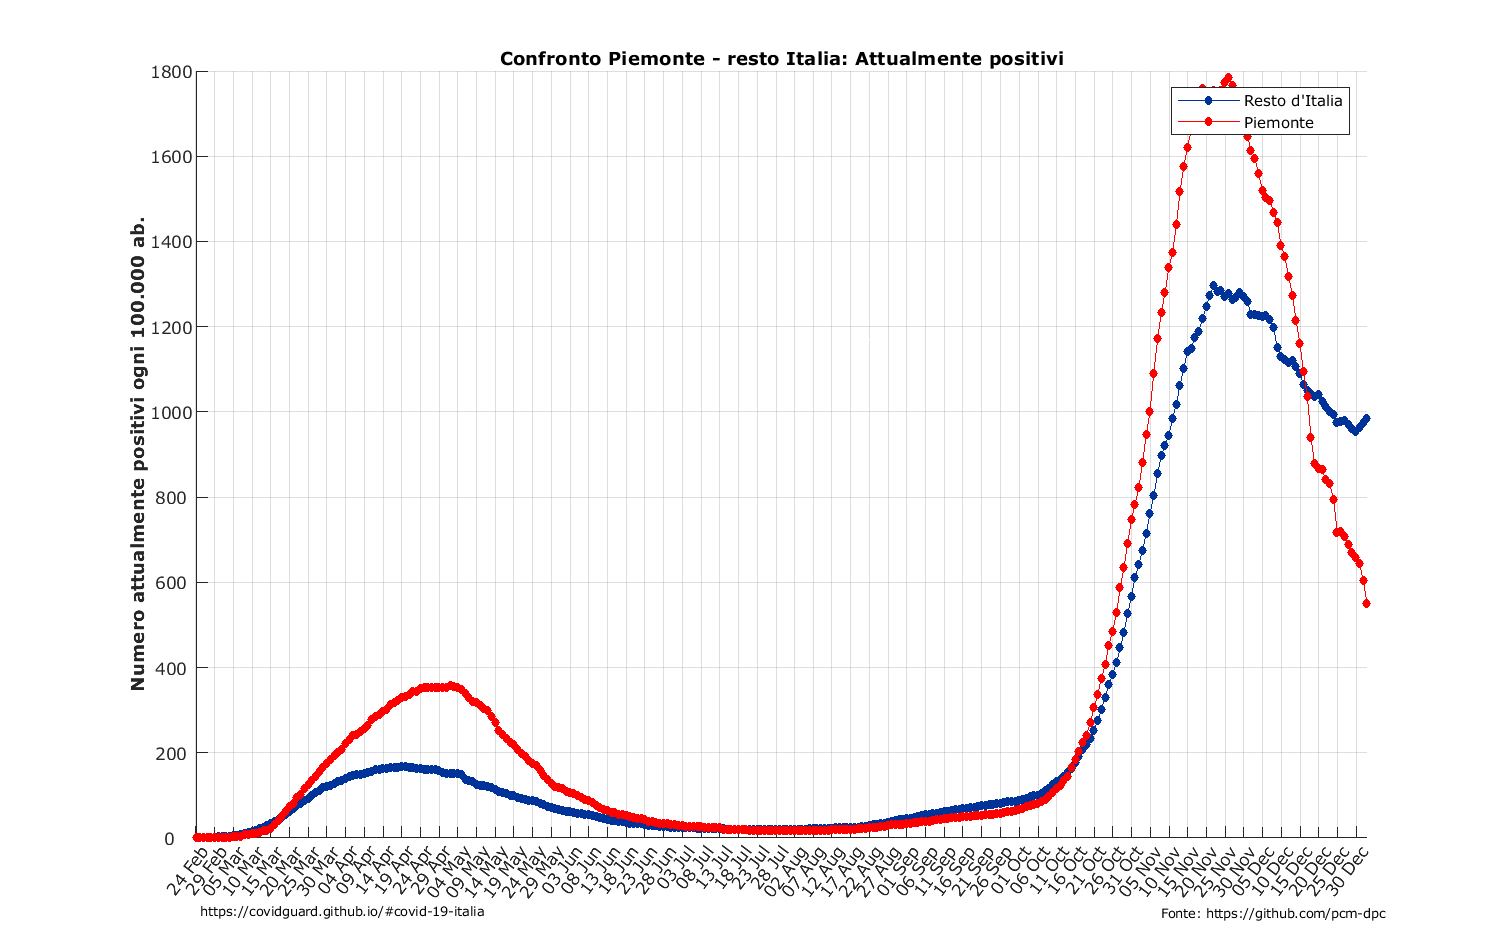 Confronto Piemonte - resto Italia: Attualmente positivi
Numero attualmente positivi ogni 100.000 ab.
1800
1600
1400
1200
1000
800
600
400
200
0
Resto d'Italia
Piemonte
24 Feb
29 Feb
05 Mar
10 Mar
15 Mar
20 Mar
25 Mar
30 Mar
04 Apr
09 Apr
14 Apr
19 Apr
24 Apr
29 Apr
04 May
09 May
14 May
19 May
24 May
29 May
03 Jun
08 Jun
13 Jun
18 Jun
23 Jun
28 Jun
03 Jul
08 Jul
13 Jul
18 Jul
23 Jul
28 Jul
02 Aug
07 Aug
12 Aug
17 Aug
22 Aug
27 Aug
01 Sep
06 Sep
11 Sep
16 Sep
21 Sep
26 Sep
01 Oct
06 Oct
11 Oct
16 Oct
21 Oct
26 Oct
31 Oct
05 Nov
10 Nov
15 Nov
20 Nov
25 Nov
30 Nov
05 Dec
10 Dec
15 Dec
20 Dec
25 Dec
30 Dec
https://covidguard.github.io/#covid-19-italia
Fonte: https://github.com/pcm-dpc